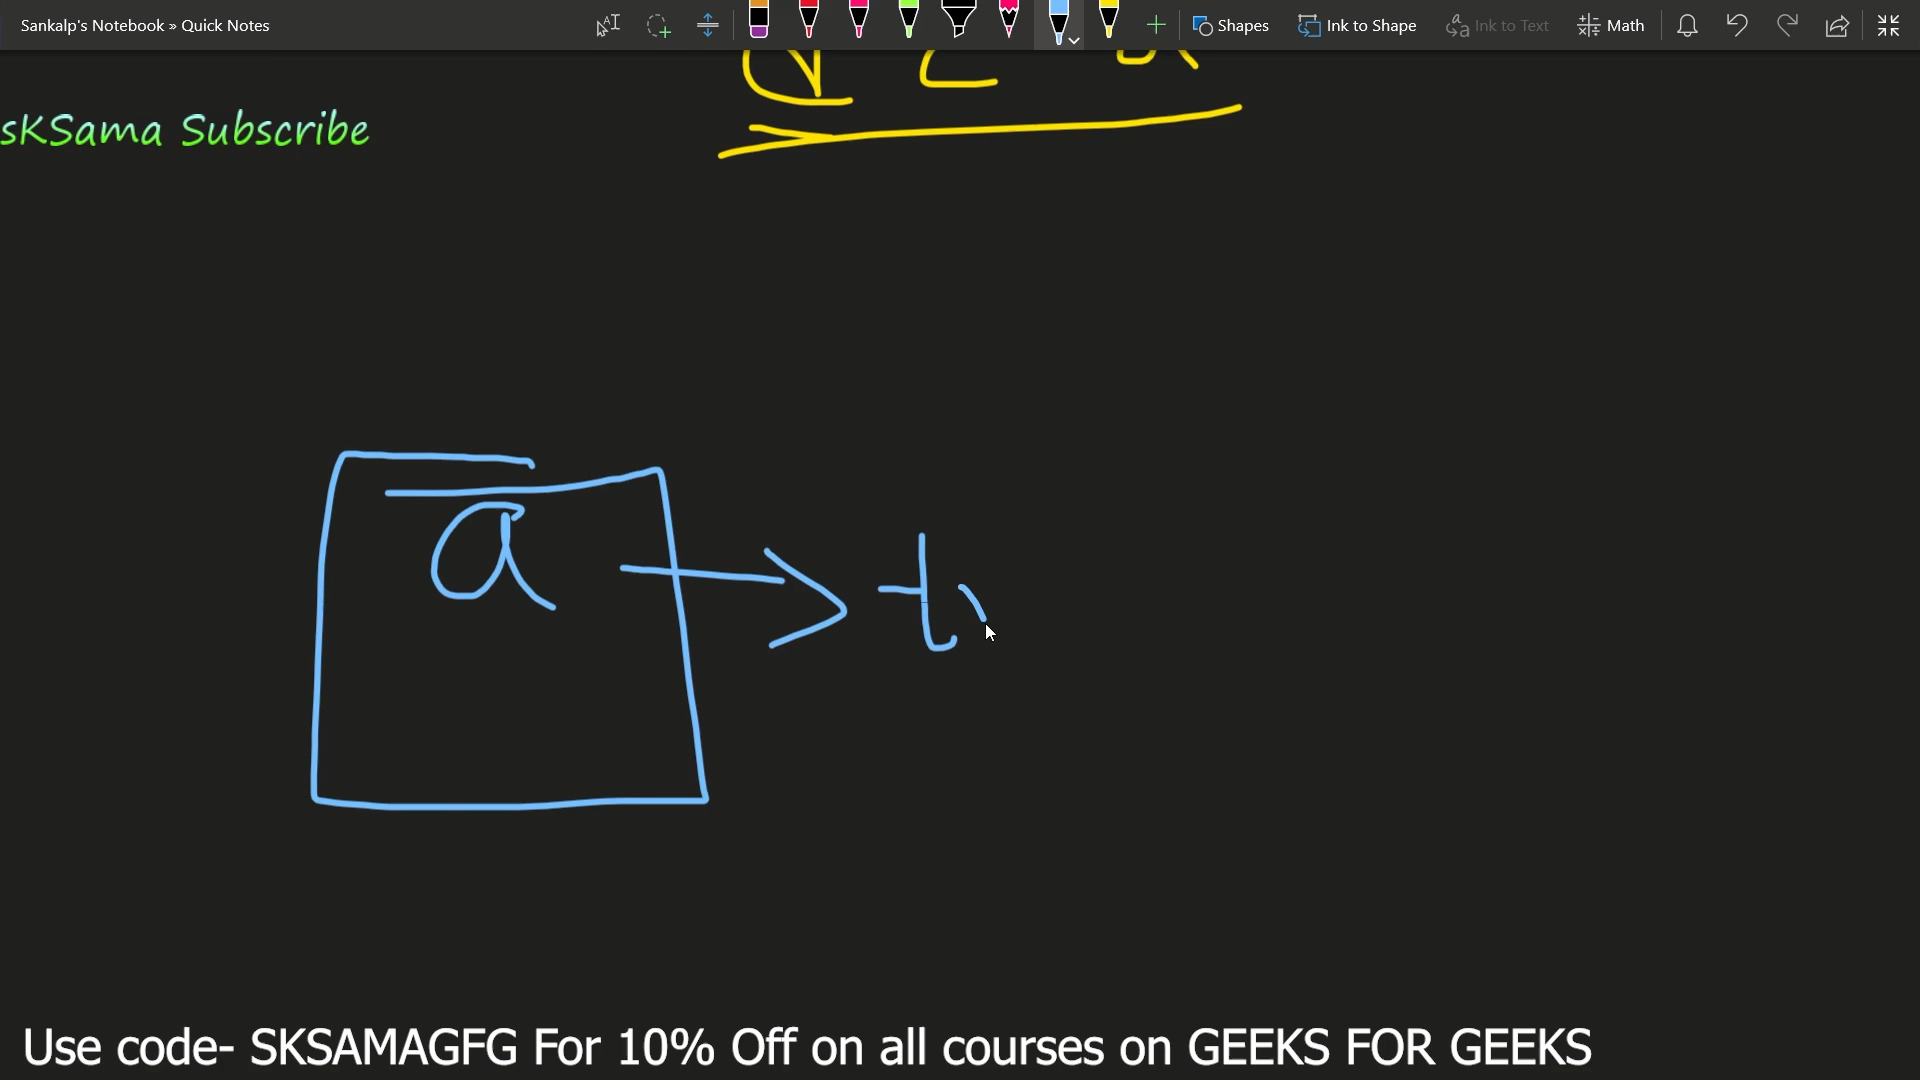 Sankalp's Notebook » Quick Notes
Shapes
Ink to Shape
Ink to Text
Math
sKSama Subscribe
a
Use code- SKSAMAGFG For 10% Off on all courses on GEEKS FOR GEEKS